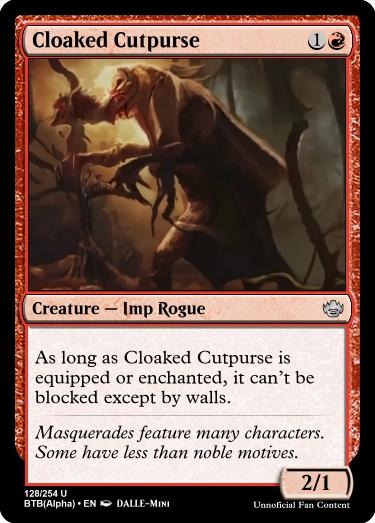 Cloaked Cutpurse 1
Creature — Imp Rogue
As long as Cloaked Cutpurse is
equipped or enchanted, it can't be
blocked except by walls.
Masquerades feature many characters.
Some have less than noble motives.
2/1
128/254 U
BTB(Alpha) • EN DALLE-Mini
Unnoficial Fan Content